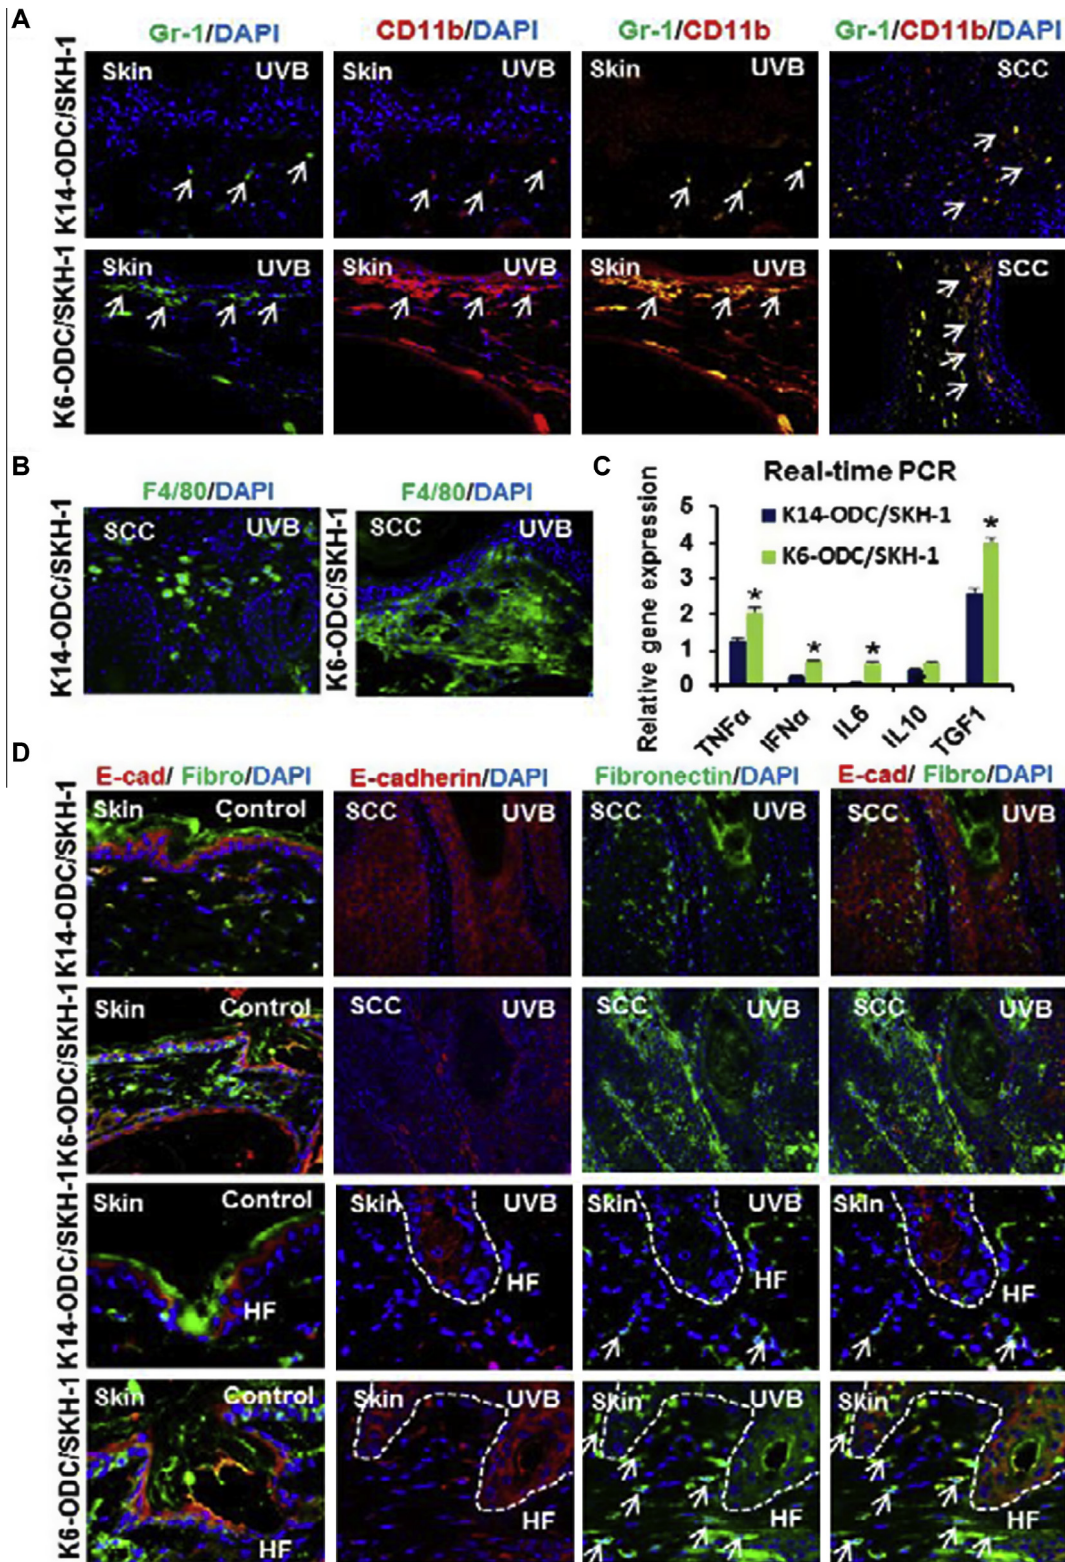 A
Gr-1/DAPI
CD11b/DAPI
Gr-1/CD11b
Gr-1/CD11b/DAPI
K14-ODC/SKH-1
Skin UVB
Skin UVB
Skin UVB
SCC
K6-ODC/SKH-1
Skin UVB
Skin UVB
Skin UVB
SCC
B
F4/80/DAPI
F4/80/DAPI
K14-ODC/SKH-1
SCC UVB
K6-ODC/SKH-1
SCC UVB
C
Real-time PCR
Relative gene expression
5
4
3
2
1
0
K14-ODC/SKH-1
K6-ODC/SKH-1
*
*
*
*
TNFα
IFNα
IL6
IL10
TGF1
D
E-cad/ Fibro/DAPI
E-cadherin/DAPI
Fibronectin/DAPI
E-cad/ Fibro/DAPI
K14-ODC/SKH-1
Skin Control
SCC UVB
SCC UVB
SCC UVB
K6-ODC/SKH-1
Skin Control
SCC UVB
SCC UVB
SCC UVB
K14-ODC/SKH-1
Skin Control
HF
Skin UVB
HF
Skin UVB
HF
Skin UVB
HF
K6-ODC/SKH-1
Skin Control
HF
Skin UVB
HF
Skin UVB
HF
Skin UVB
HF